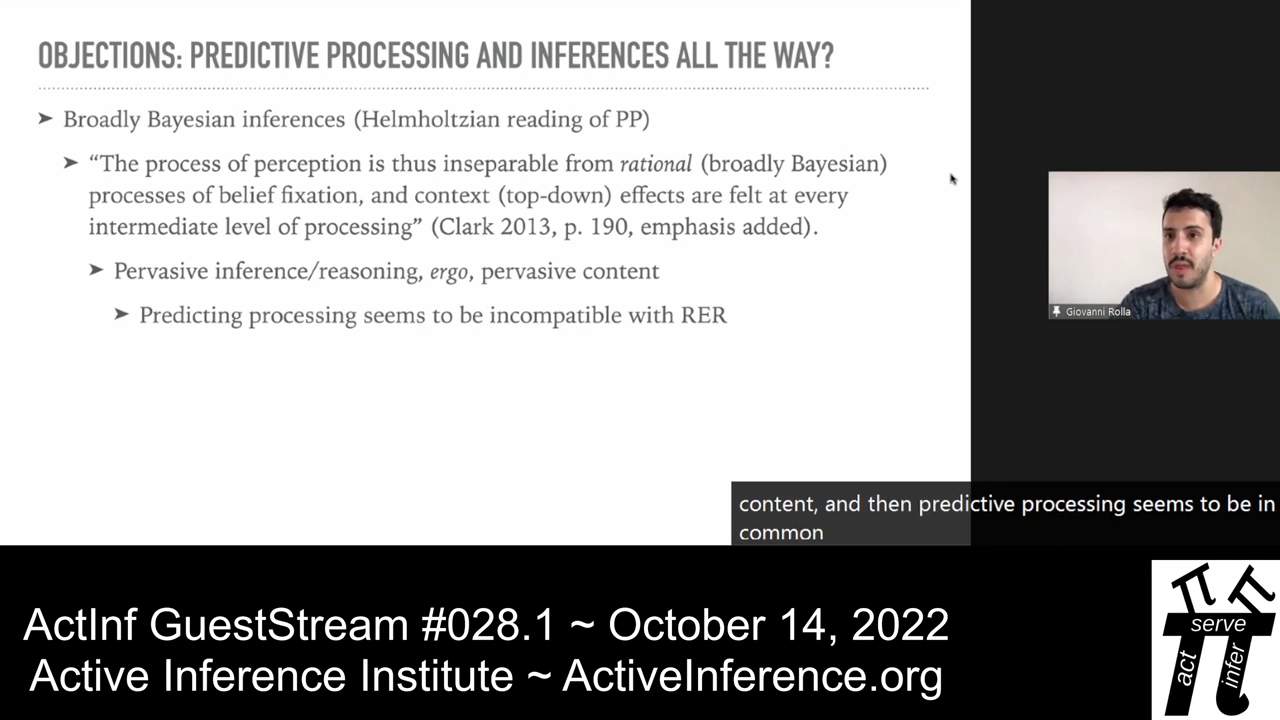 OBJECTIONS: PREDICTIVE PROCESSING AND INFERENCES ALL THE WAY?
➤ Broadly Bayesian inferences (Helmholtzian reading of PP)
➤ “The process of perception is thus inseparable from rational (broadly Bayesian)
processes of belief fixation, and context (top-down) effects are felt at every
intermediate level of processing” (Clark 2013, p. 190, emphasis added).
➤ Pervasive inference/reasoning, ergo, pervasive content
➤ Predicting processing seems to be incompatible with RER
Giovanni Rolla
content, and then predictive processing seems to be in
common
ActInf GuestStream #028.1 ~ October 14, 2022
Active Inference Institute ~ ActiveInference.org
serve
act
infer